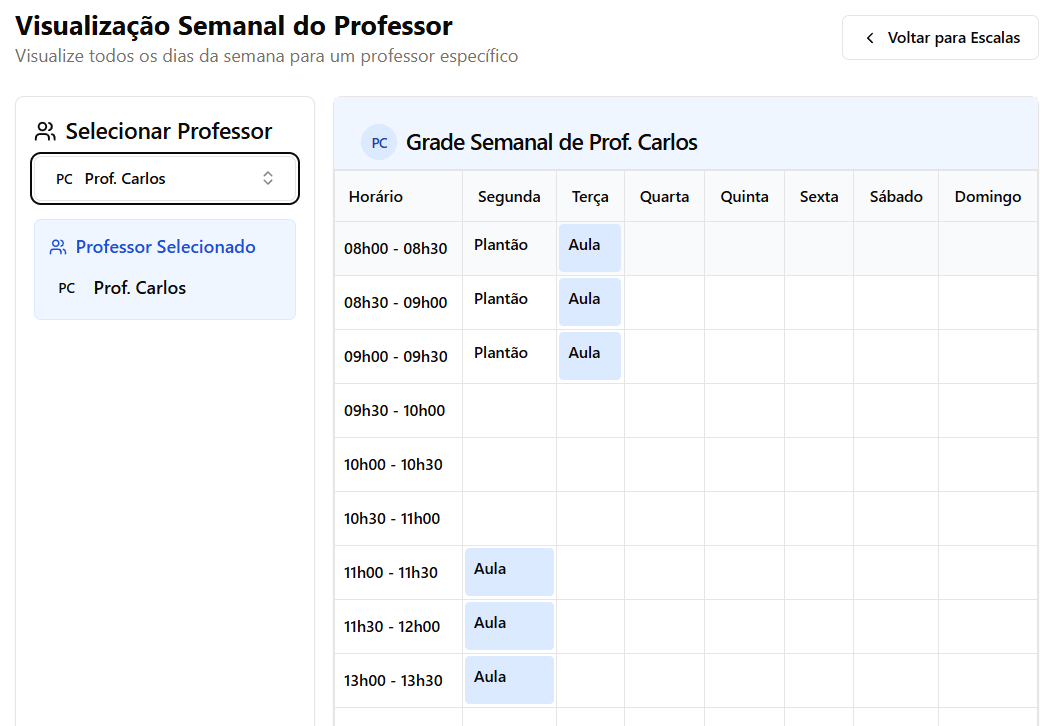 Visualização Semanal do Professor
Visualize todos os dias da semana para um professor específico
Voltar para Escalas
Selecionar Professor
PC Prof. Carlos
Professor Selecionado
PC Prof. Carlos
PC Grade Semanal de Prof. Carlos
Horário Segunda Terça Quarta Quinta Sexta Sábado Domingo
08h00 - 08h30 Plantão Aula
08h30 - 09h00 Plantão Aula
09h00 - 09h30 Plantão Aula
09h30 - 10h00
10h00 - 10h30
10h30 - 11h00
11h00 - 11h30 Aula
11h30 - 12h00 Aula
13h00 - 13h30 Aula